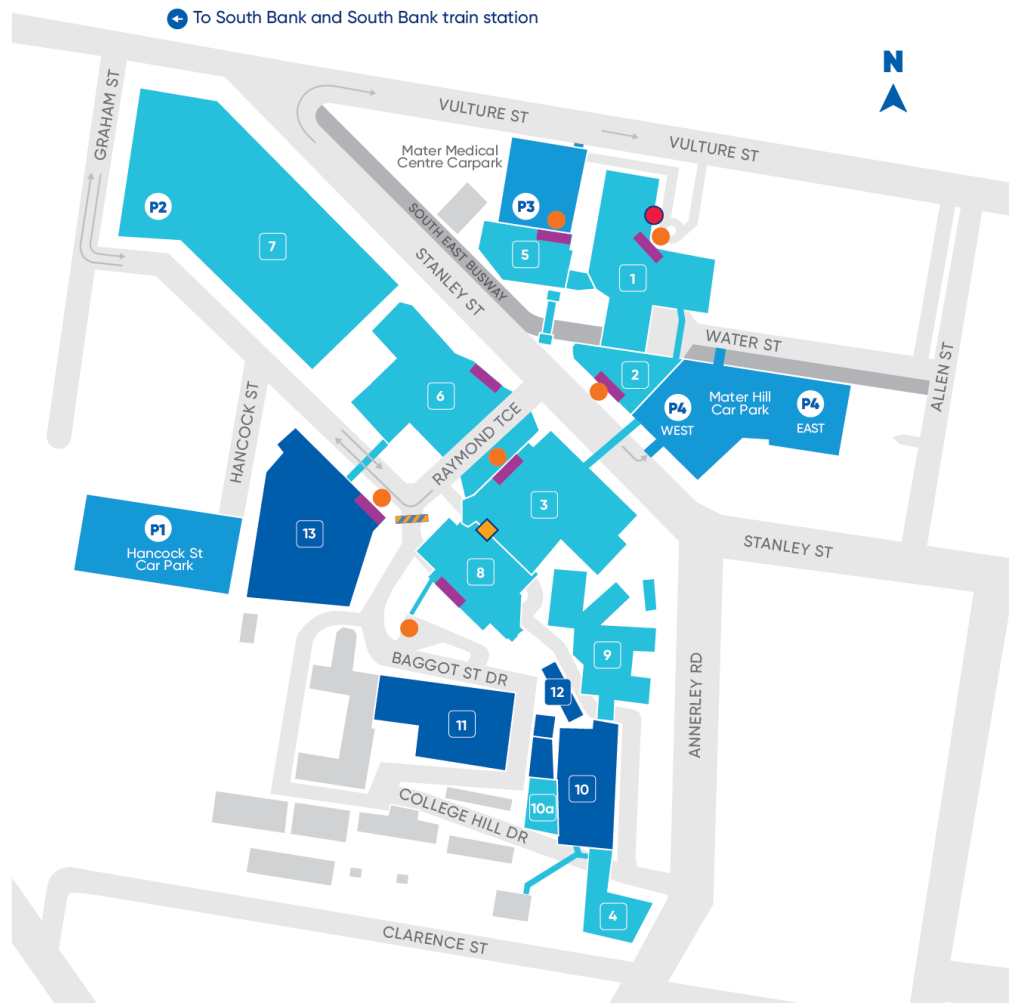 To South Bank and South Bank train station
N
GRAHAM ST
VULTURE ST
VULTURE ST
Mater Medical
Centre Carpark
P2
P3
7
5
1
SOUTH EAST BUSWAY
STANLEY ST
WATER ST
ALLEN ST
2
6
P4
WEST
Mater Hill
Car Park
P4
EAST
HANCOCK ST
RAYMOND TCE
3
P1
Hancock St
Car Park
13
8
STANLEY ST
9
BAGGOT ST DR
12
ANNERLEY RD
11
10
10a
COLLEGE HILL DR
4
CLARENCE ST